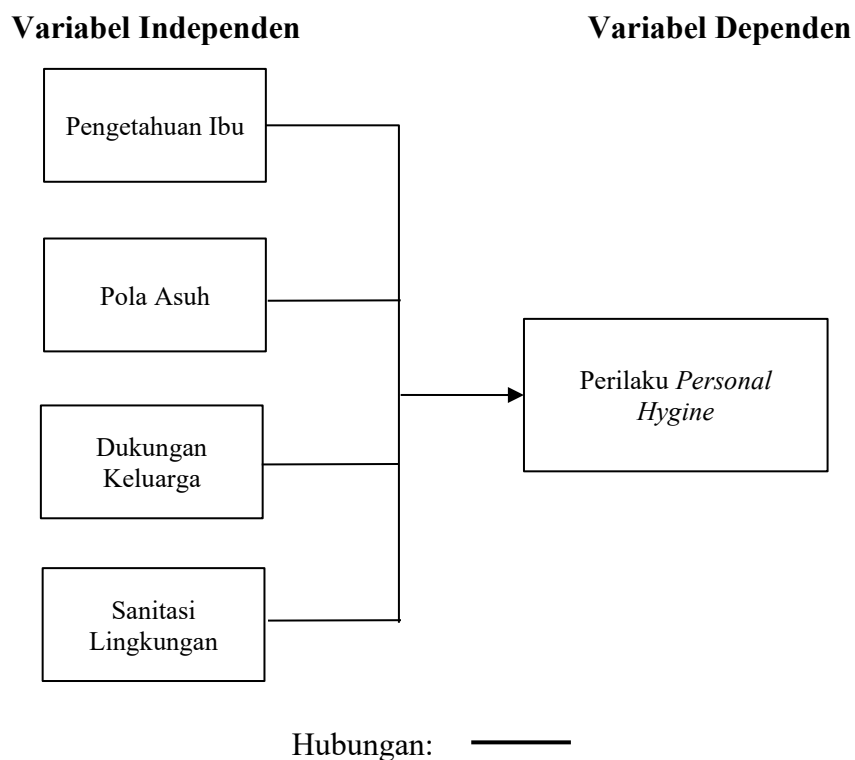 Variabel Independen
Variabel Dependen
Pengetahuan Ibu
Pola Asuh
Dukungan
Keluarga
Sanitasi
Lingkungan
Perilaku Personal
Hygine
Hubungan: